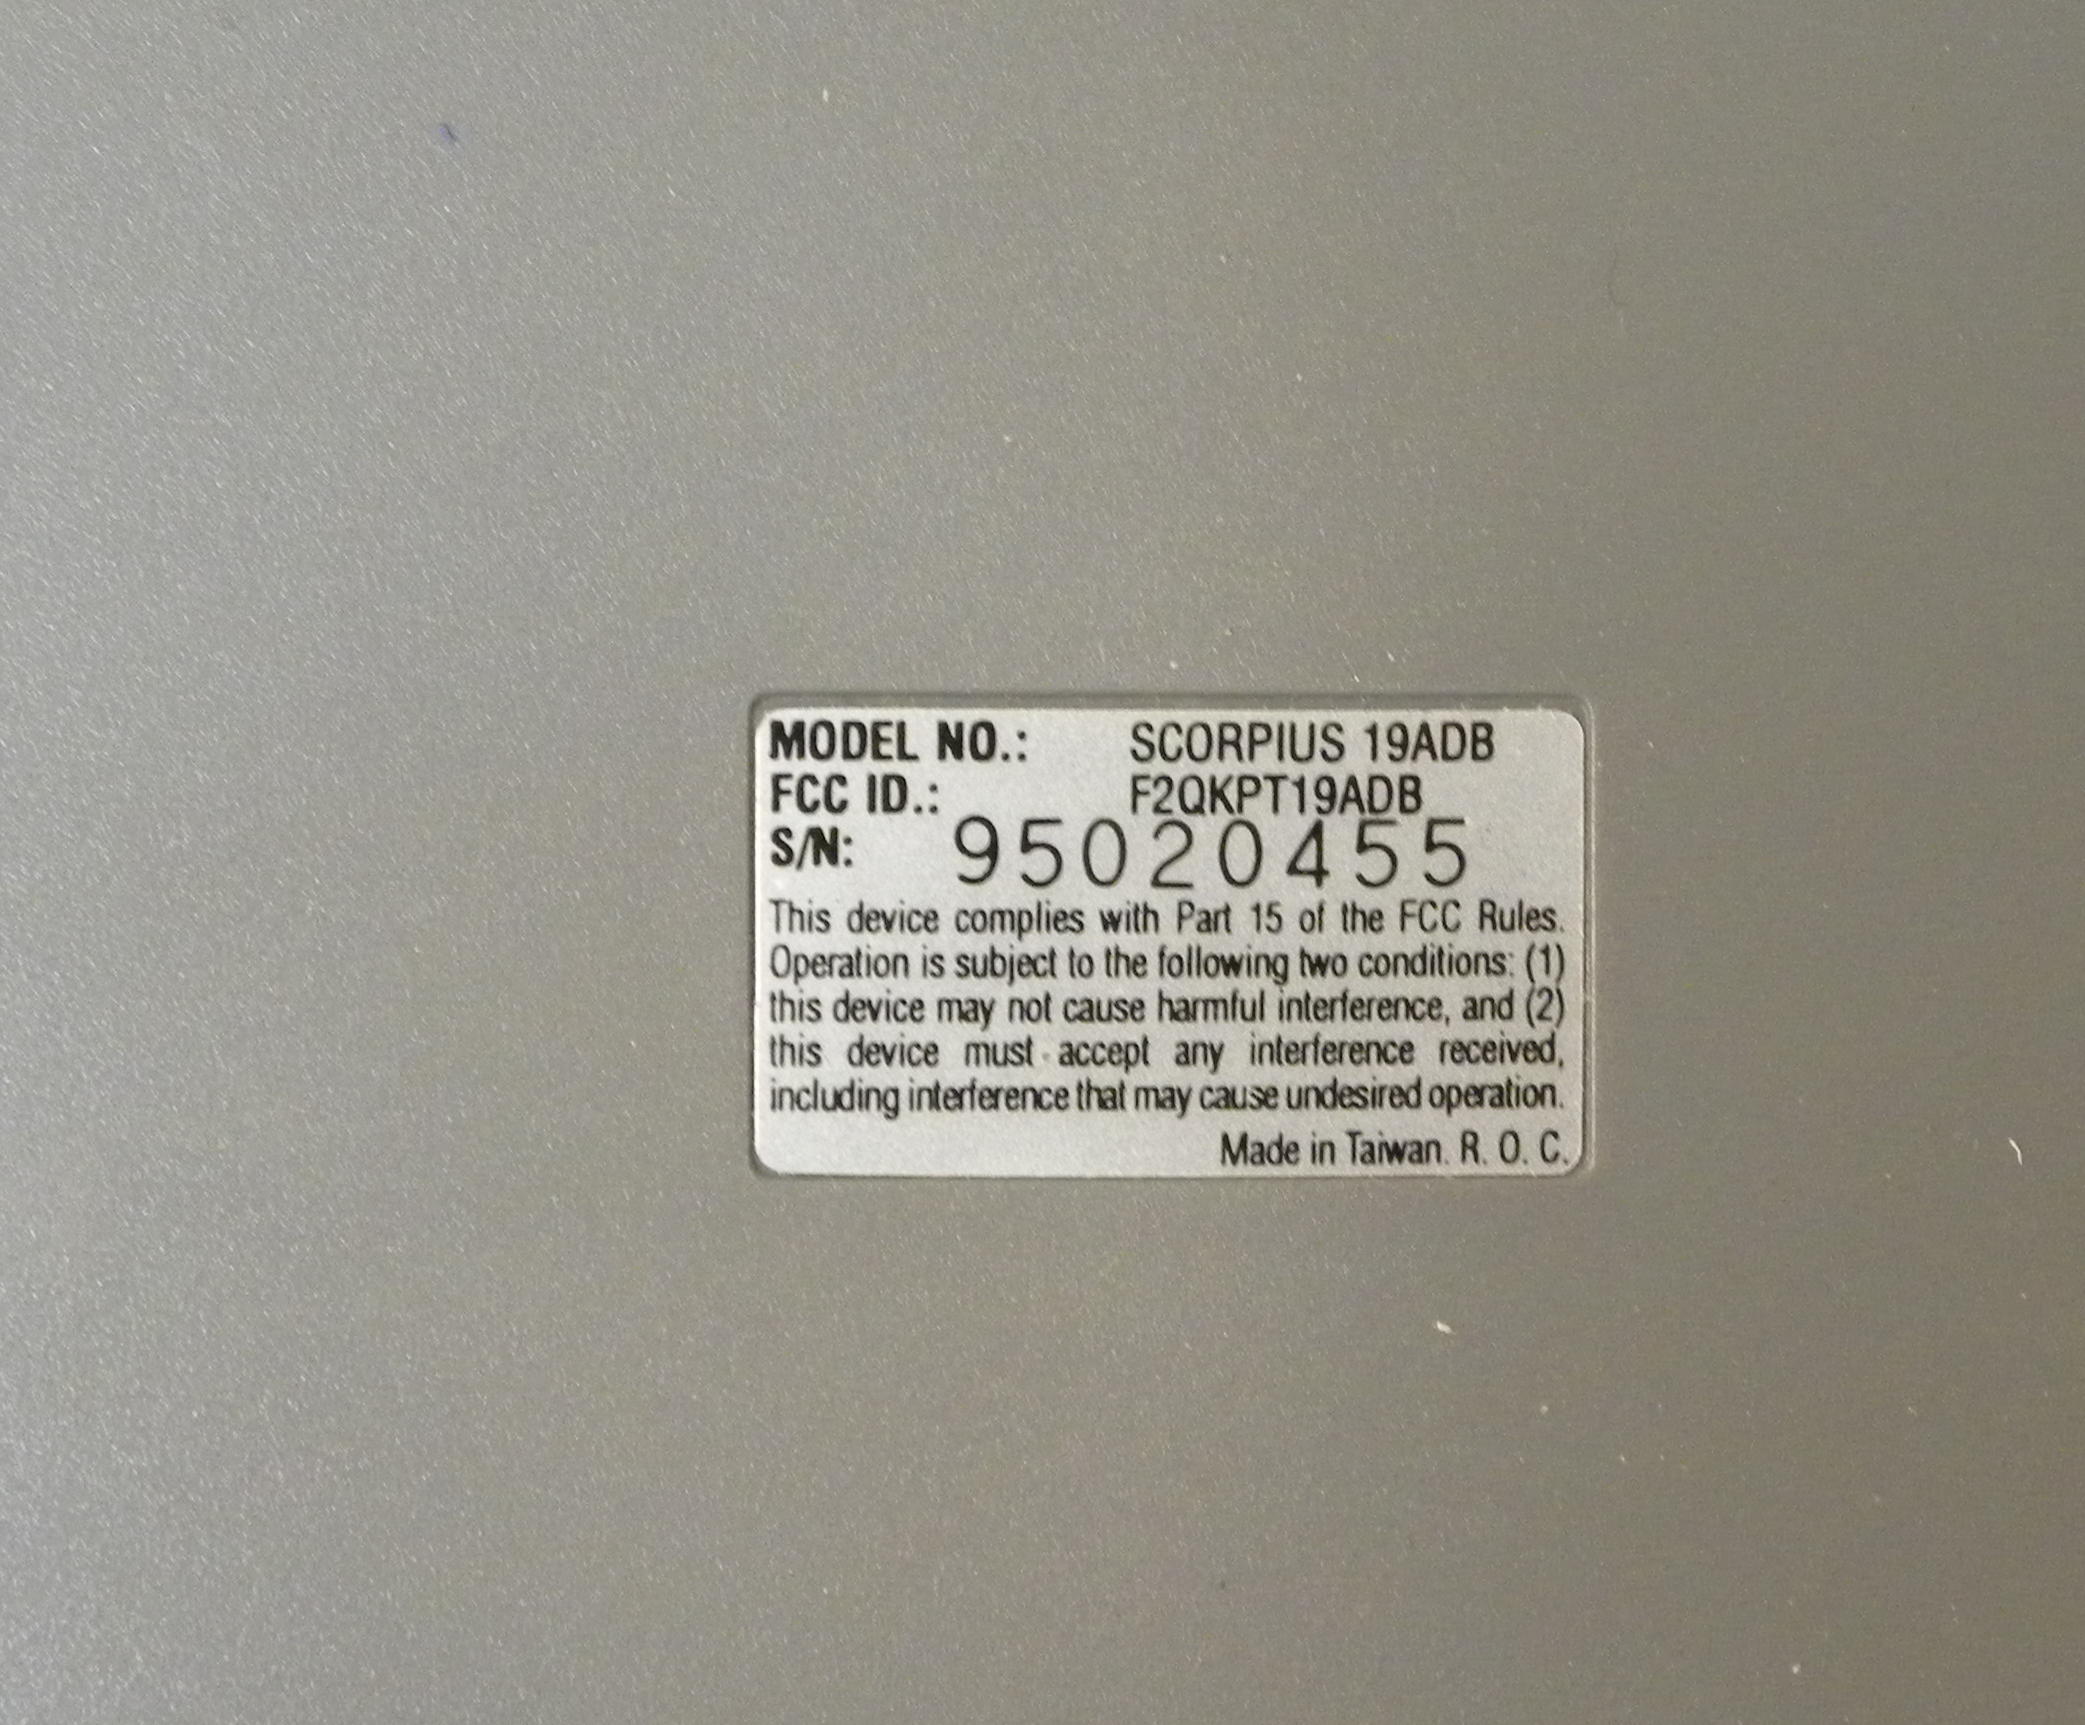 MODEL NO.: SCORPIUS 19ADB
FCC ID.: F2QKPT19ADB
S/N: 95020455
This device complies with Part 15 of the FCC Rules.
Operation is subject to the following two conditions: (1)
this device may not cause harmful interference, and (2)
this device must accept any interference received,
including interference that may cause undesired operation.
Made in Taiwan. R. O. C.